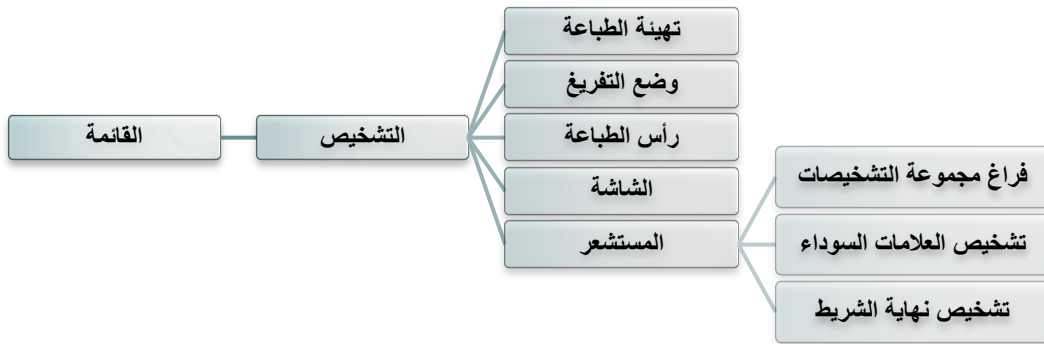 القائمة
التشخيص
تهيئة الطباعة
وضع التفريغ
رأس الطباعة
الشاشة
المستشعر
فراغ مجموعة التشخيصات
تشخيص العلامات السوداء
تشخيص نهاية الشريط